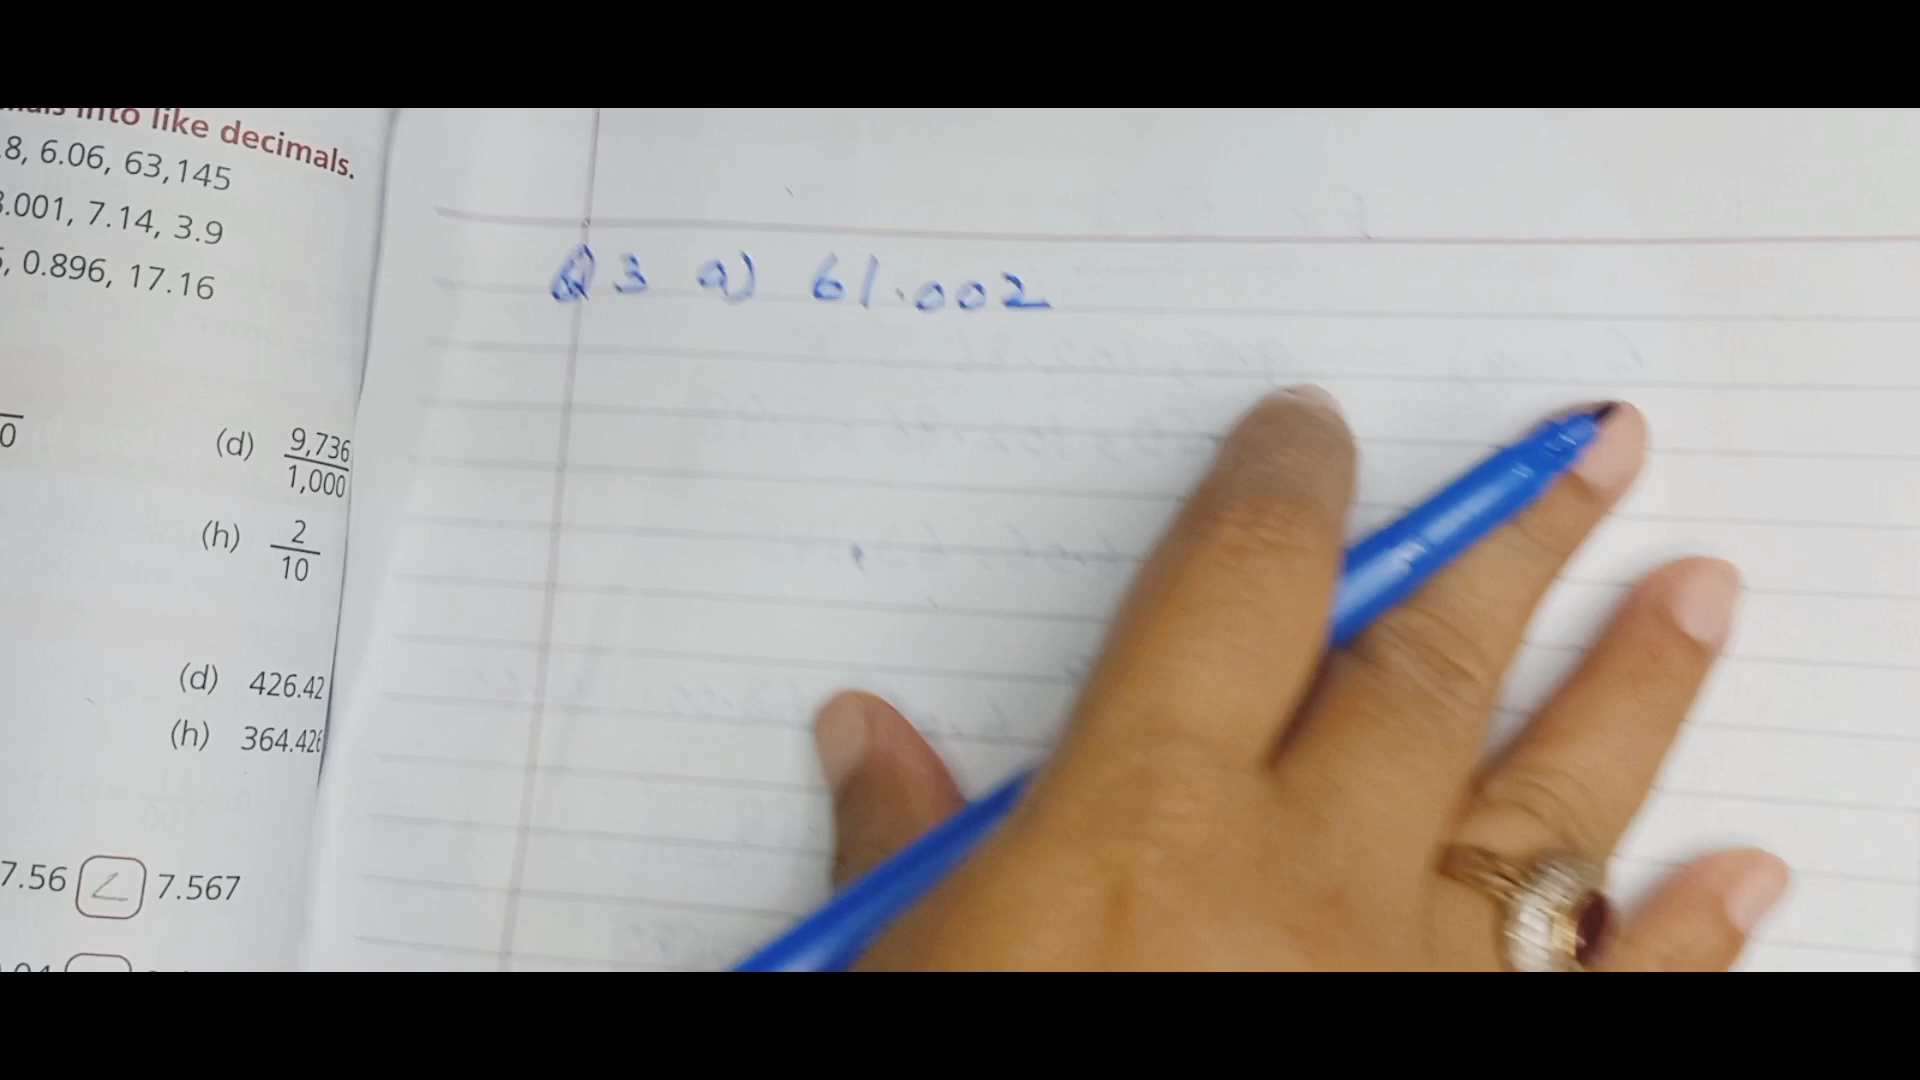 into like decimals.
8, 6.06, 63,145
.001, 7.14, 3.9
, 0.896, 17.16
0
(d) 9,736
1,000
(h) 2
10
(d) 426.42
(h) 364.426
7.56 < 7.567
Q3 a) 61.002